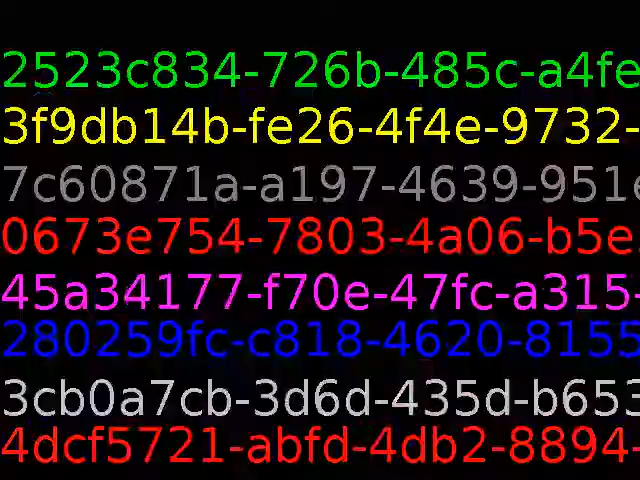 2523c834-726b-485c-a4fe
3f9db14b-fe26-4f4e-9732-
7c60871a-a197-4639-951e
0673e754-7803-4a06-b5e
45a34177-f70e-47fc-a315-
280259fc-c818-4620-8155
3cb0a7cb-3d6d-435d-b653
4dcf5721-abfd-4db2-8894-